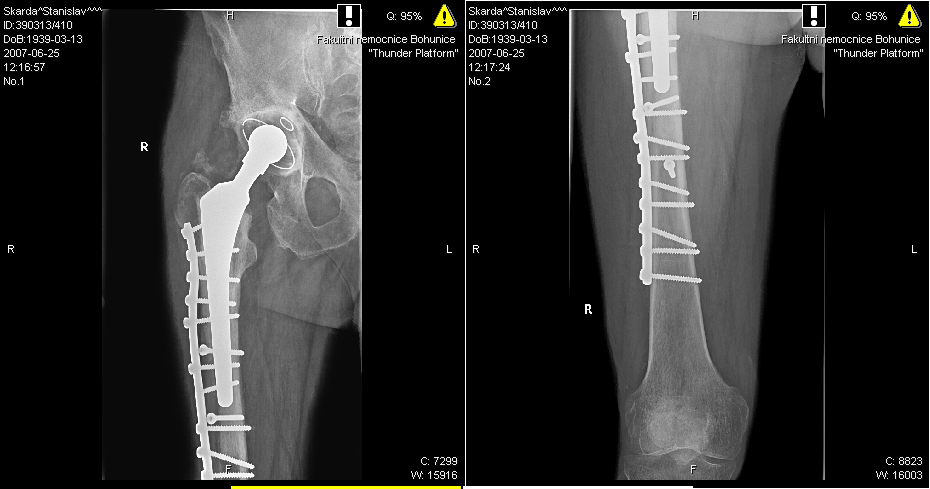 Skarda^Stanislav^^^
ID:390313/410
DoB:1939-03-13
2007-06-25
12:16:57
No.1
H
!
Q: 95%
!
Fakultni nemocnice Bohunice
"Thunder Platform"
R
R
L
F
C: 7299
W: 15916
Skarda^Stanislav^^^
ID:390313/410
DoB:1939-03-13
2007-06-25
12:17:24
No.2
H
!
Q: 95%
!
Fakultni nemocnice Bohunice
"Thunder Platform"
R
L
R
F
C: 8823
W: 16003